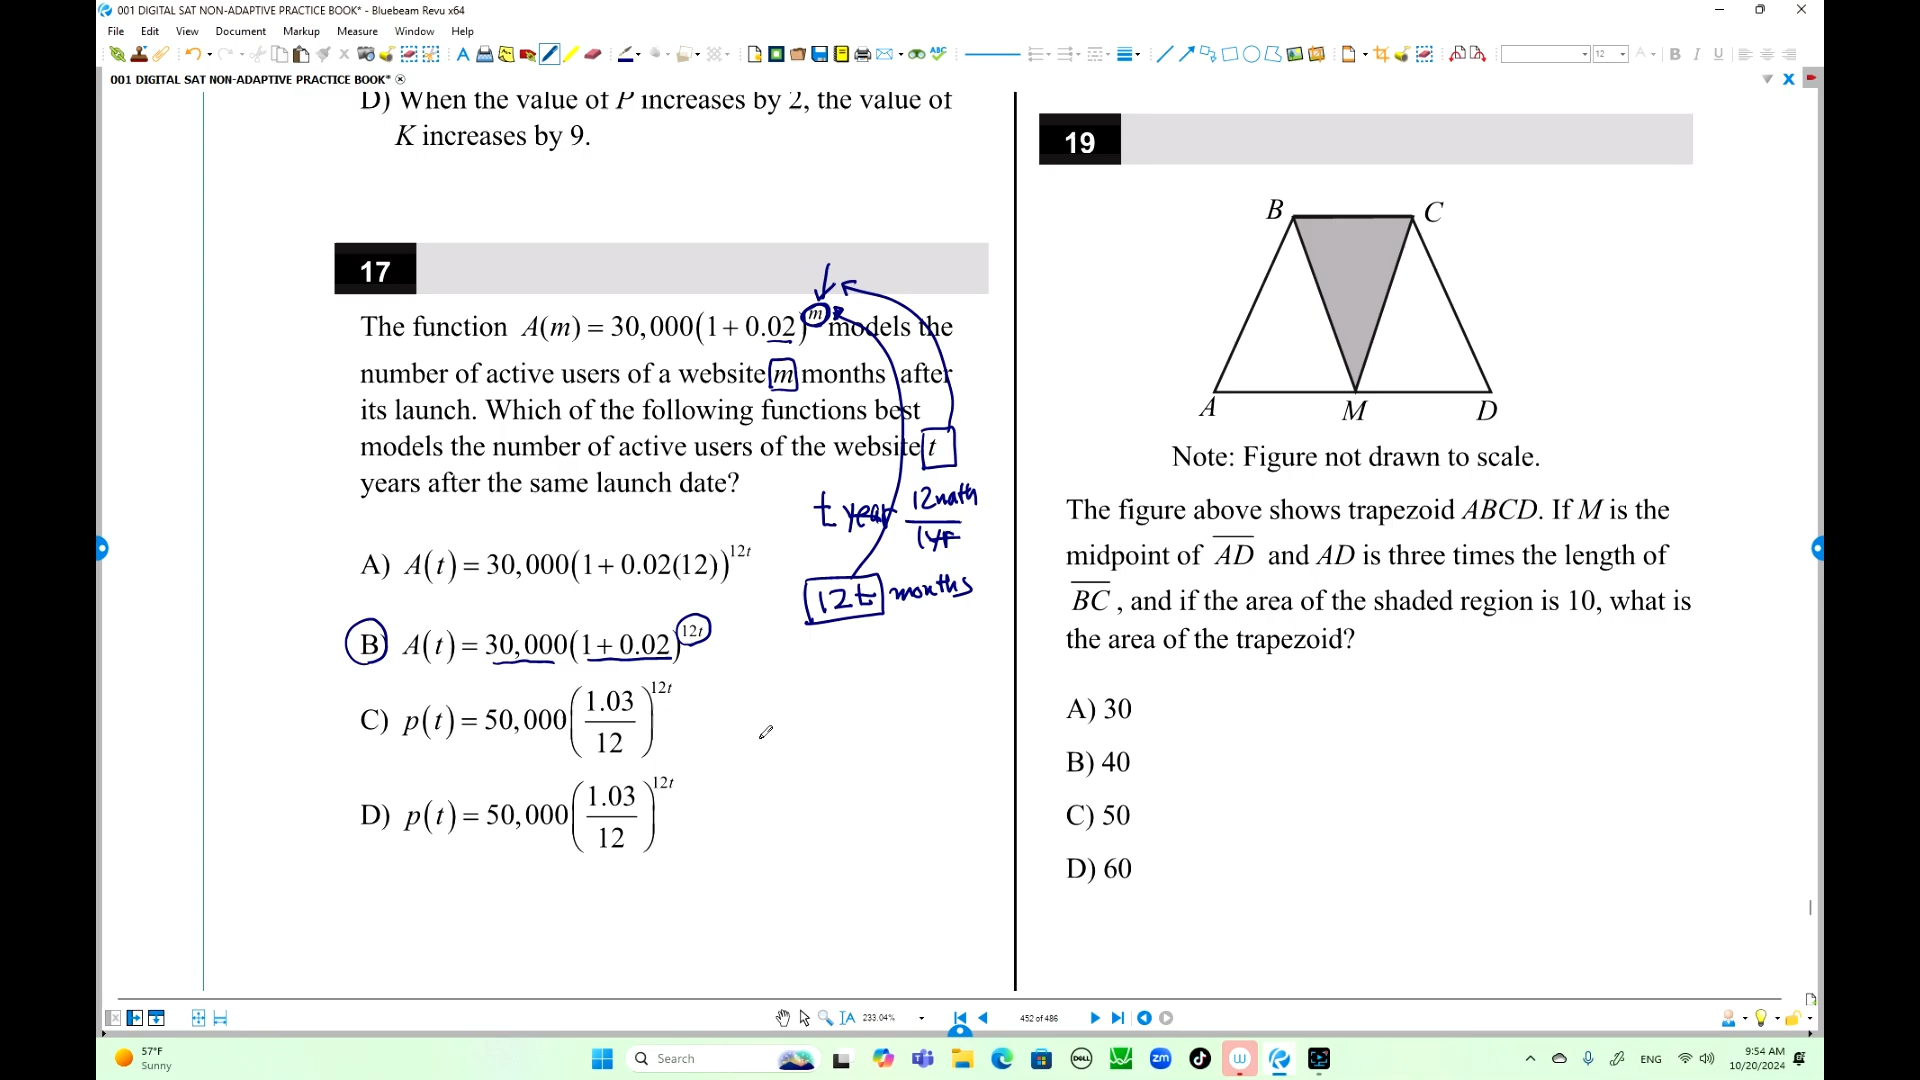 001 DIGITAL SAT NON-ADAPTIVE PRACTICE BOOK* - Bluebeam Revu x64
File Edit View Document Markup Measure Window Help
12
001 DIGITAL SAT NON-ADAPTIVE PRACTICE BOOK*
D) When the value of P increases by 2, the value of
K increases by 9.
17
The function A(m) = 30,000(1 + 0.02)^m models the
number of active users of a website m months after
its launch. Which of the following functions best
models the number of active users of the website t
years after the same launch date?
t year 12 month / 1 yr
12t months
A) A(t) = 30,000(1 + 0.02(12))^12t
B) A(t) = 30,000(1 + 0.02)^12t
C) p(t) = 50,000(1.03/12)^12t
D) p(t) = 50,000(1.03/12)^12t
19
B C
A M D
Note: Figure not drawn to scale.
The figure above shows trapezoid ABCD. If M is the
midpoint of AD and AD is three times the length of
BC, and if the area of the shaded region is 10, what is
the area of the trapezoid?
A) 30
B) 40
C) 50
D) 60
233.04% 452 of 486
57°F
Sunny
Search
DELL
zm
ENG
9:54 AM
10/20/2024